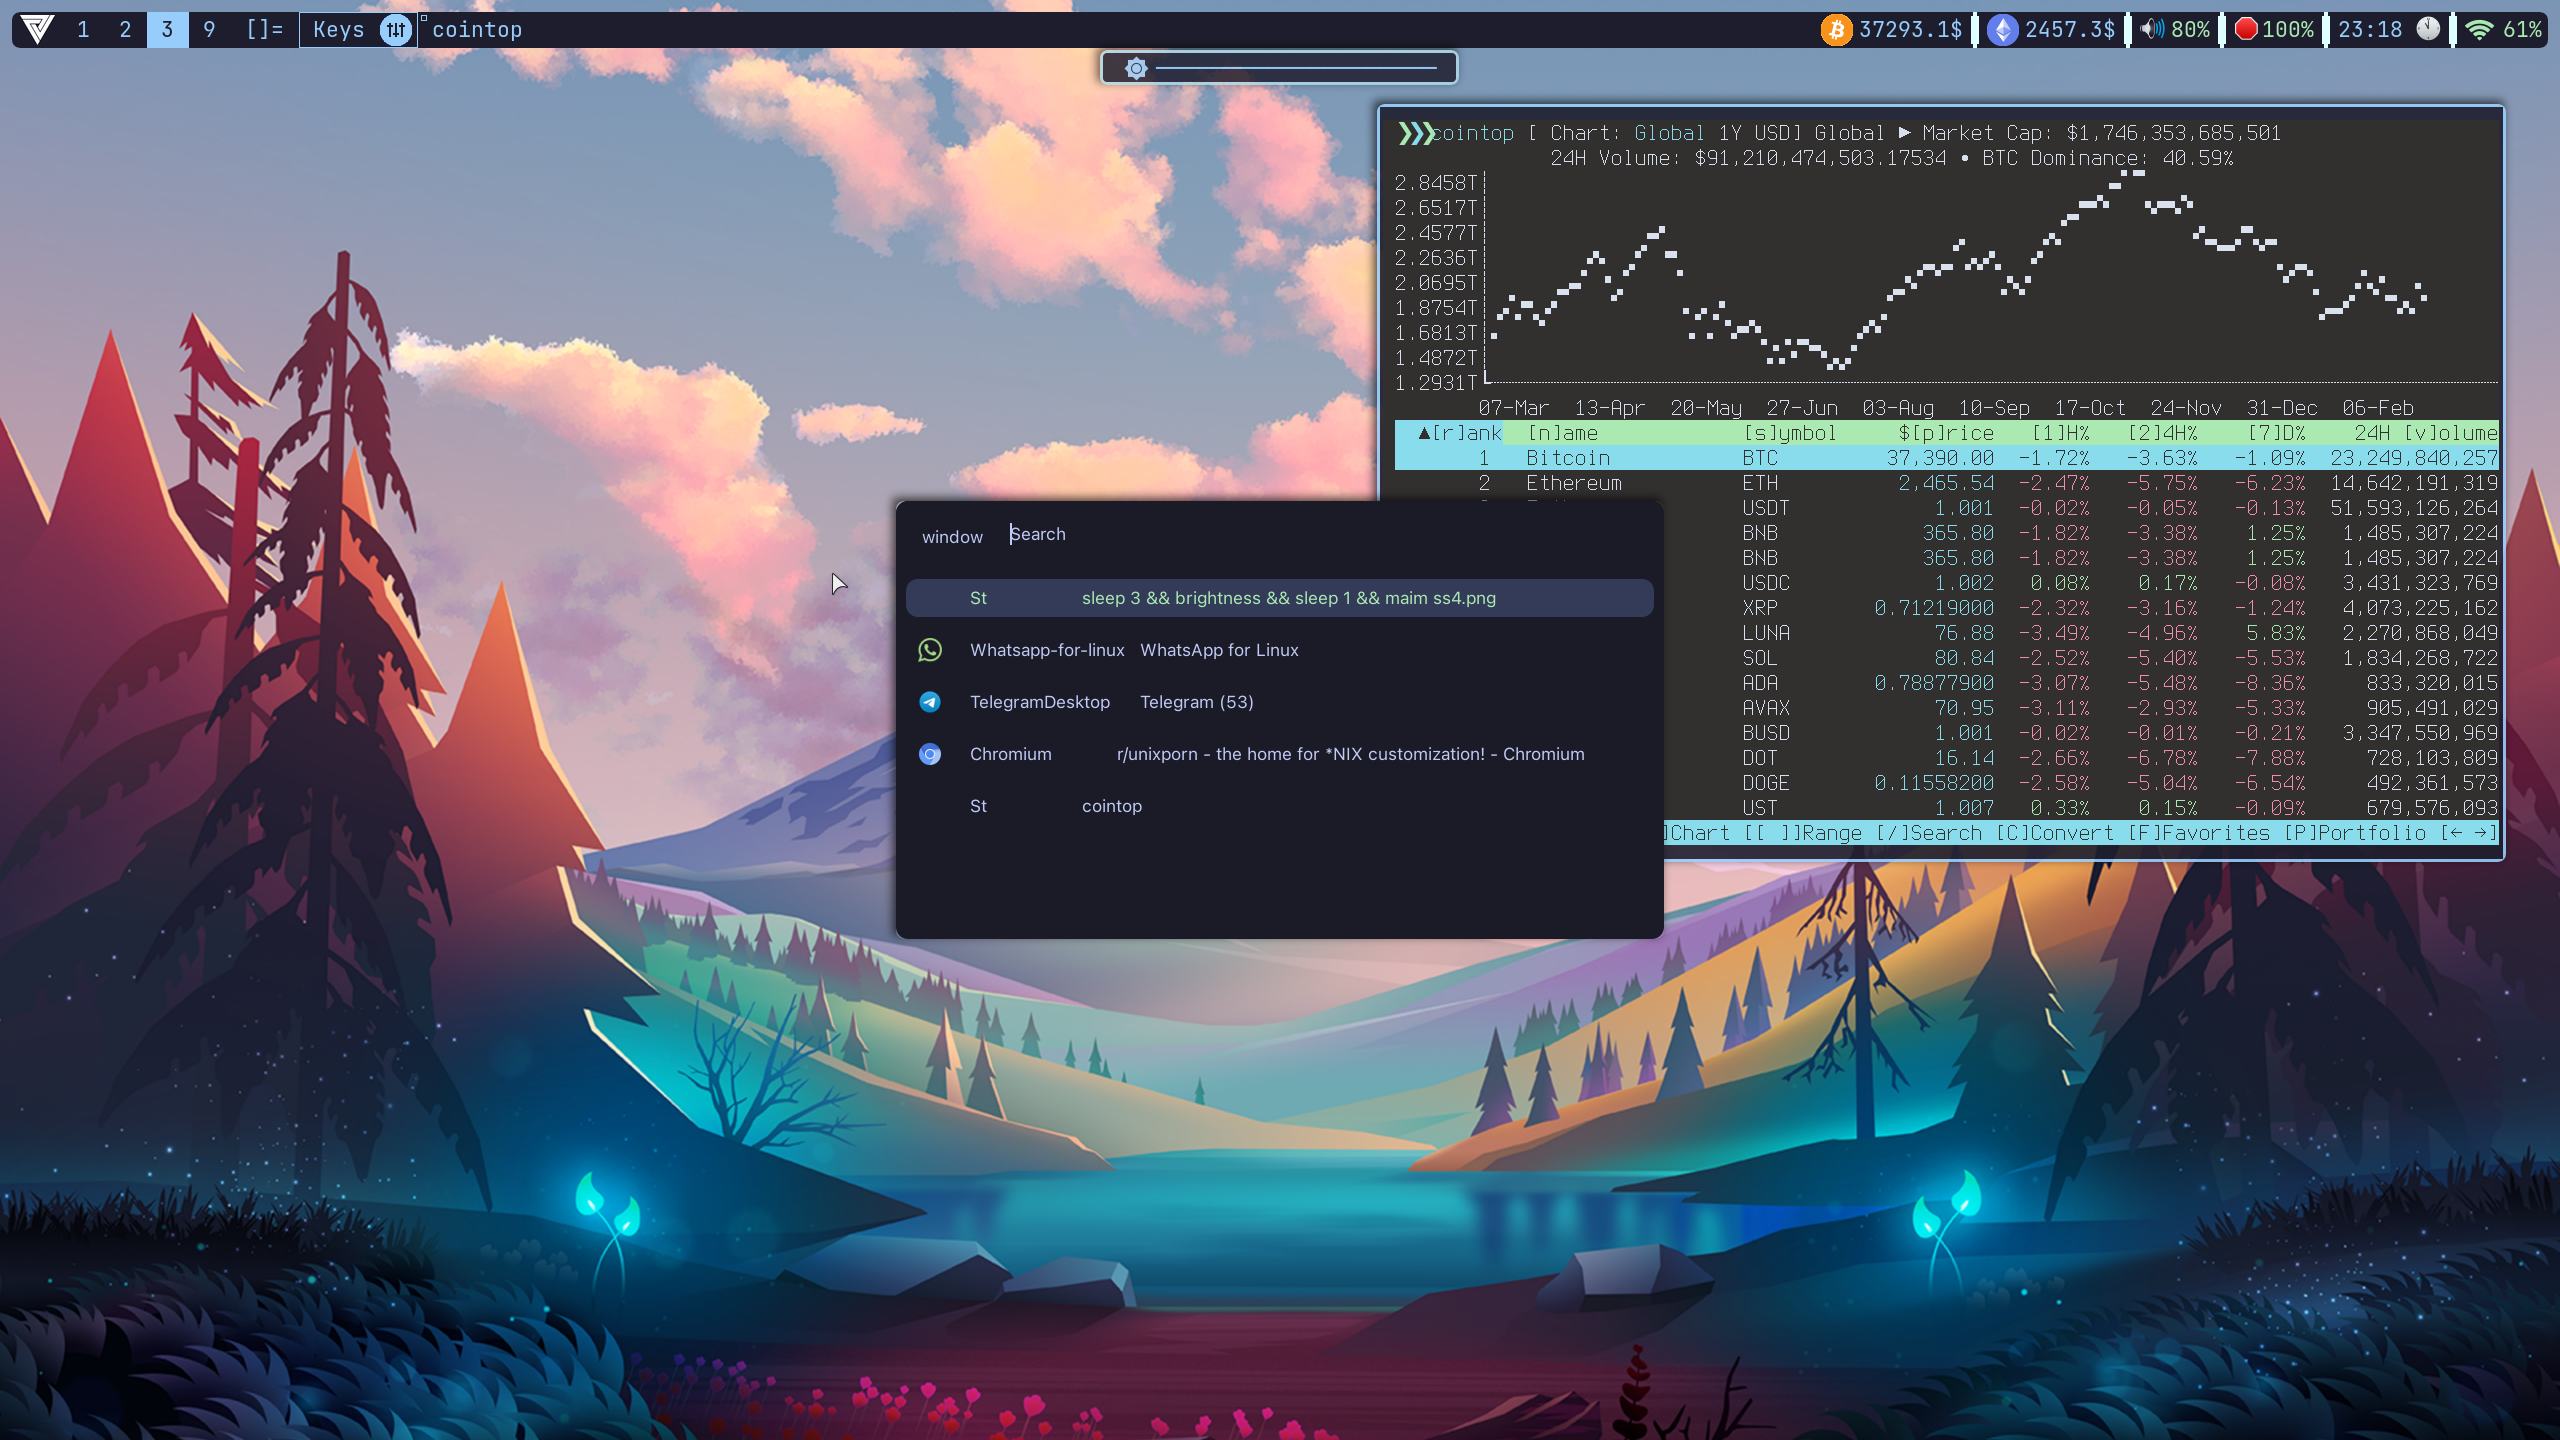 1 2 3 9 []= Keys cointop 37293.1$ 2457.3$ 80% 100% 23:18 61%
cointop [ Chart: Global 1Y USD] Global ▶ Market Cap: $1,746,353,685,501
24H Volume: $91,210,474,503.17534 • BTC Dominance: 40.59%
2.8458T
2.6517T
2.4577T
2.2636T
2.0695T
1.8754T
1.6813T
1.4872T
1.2931T
07-Mar 13-Apr 20-May 27-Jun 03-Aug 10-Sep 17-Oct 24-Nov 31-Dec 06-Feb
▲[r]ank [n]ame [s]ymbol $[p]rice [1]H% [2]4H% [7]D% 24H [v]olume
1 Bitcoin BTC 37,390.00 -1.72% -3.63% -1.09% 23,249,840,257
2 Ethereum ETH 2,465.54 -2.47% -5.75% -6.23% 14,642,191,319
USDT 1.001 -0.02% -0.05% -0.13% 51,593,126,264
BNB 365.80 -1.82% -3.38% 1.25% 1,485,307,224
BNB 365.80 -1.82% -3.38% 1.25% 1,485,307,224
USDC 1.002 0.08% 0.17% -0.08% 3,431,323,769
XRP 0.71219000 -2.32% -3.16% -1.24% 4,073,225,162
LUNA 76.88 -3.49% -4.96% 5.83% 2,270,868,049
SOL 80.84 -2.52% -5.40% -5.53% 1,834,268,722
ADA 0.78877900 -3.07% -5.48% -8.36% 833,320,015
AVAX 70.95 -3.11% -2.93% -5.33% 905,491,029
BUSD 1.001 -0.02% -0.01% -0.21% 3,347,550,969
DOT 16.14 -2.66% -6.78% -7.88% 728,103,809
DOGE 0.11558200 -2.58% -5.04% -6.54% 492,361,573
UST 1.007 0.33% 0.15% -0.09% 679,576,093
]Chart [[ ]]Range [/]Search [C]Convert [F]Favorites [P]Portfolio [← →]
window Search
St sleep 3 && brightness && sleep 1 && maim ss4.png
Whatsapp-for-linux WhatsApp for Linux
TelegramDesktop Telegram (53)
Chromium r/unixporn - the home for *NIX customization! - Chromium
St cointop